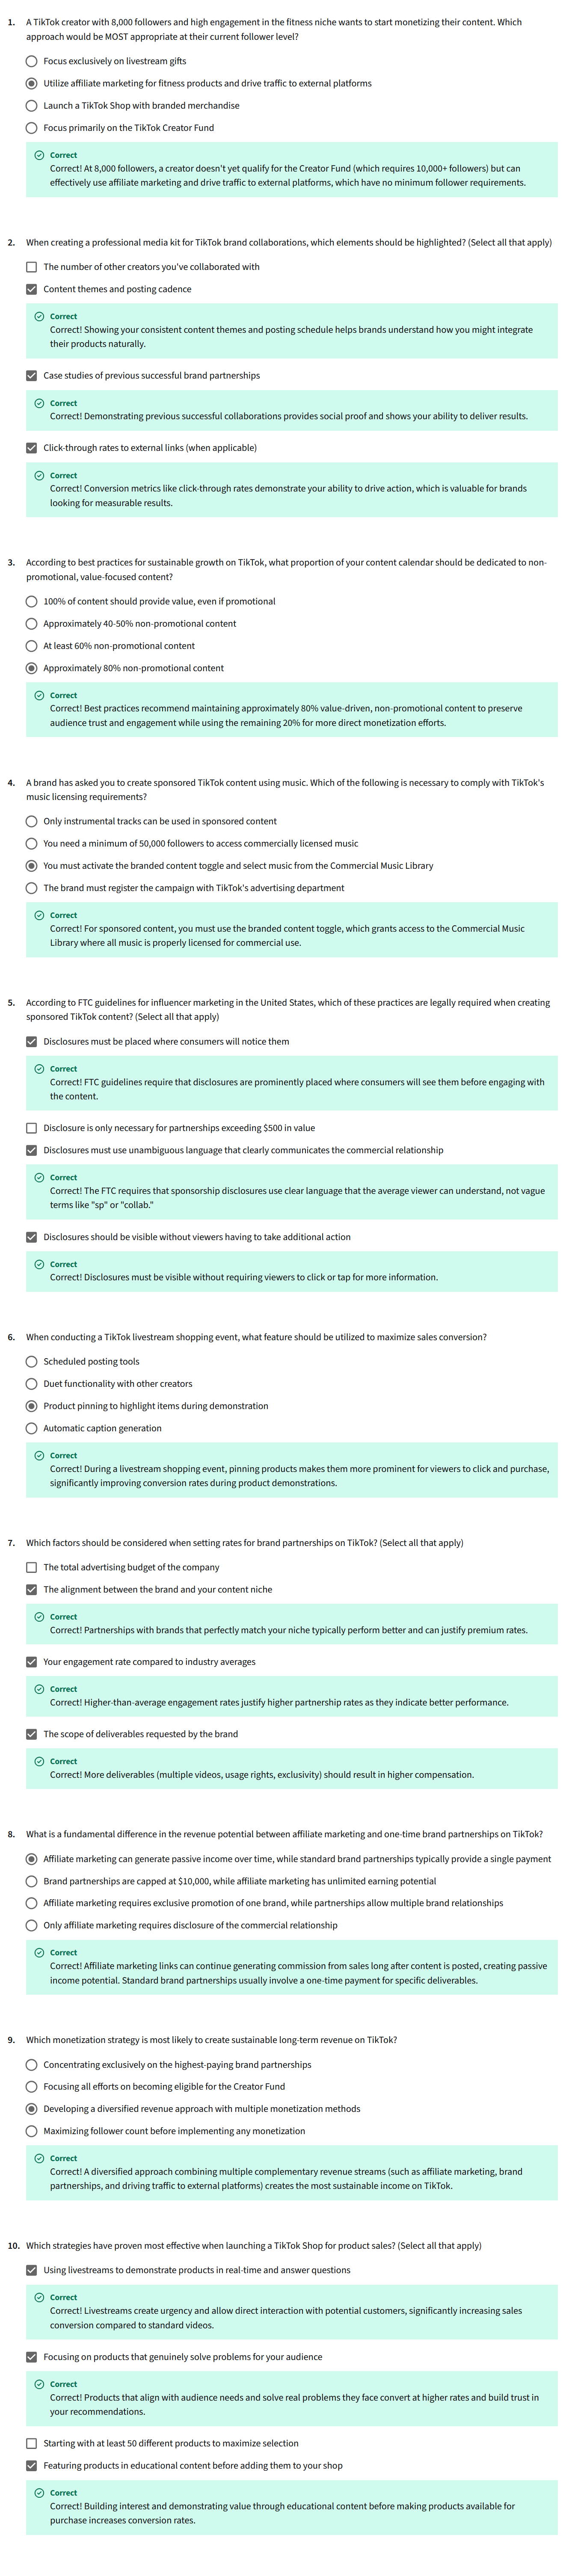 1. A TikTok creator with 8,000 followers and high engagement in the fitness niche wants to start monetizing their content. Which
approach would be MOST appropriate at their current follower level?
Focus exclusively on livestream gifts
Utilize affiliate marketing for fitness products and drive traffic to external platforms
Launch a TikTok Shop with branded merchandise
Focus primarily on the TikTok Creator Fund
Correct
Correct! At 8,000 followers, a creator doesn't yet qualify for the Creator Fund (which requires 10,000+ followers) but can
effectively use affiliate marketing and drive traffic to external platforms, which have no minimum follower requirements.
2. When creating a professional media kit for TikTok brand collaborations, which elements should be highlighted? (Select all that apply)
The number of other creators you've collaborated with
Content themes and posting cadence
Correct
Correct! Showing your consistent content themes and posting schedule helps brands understand how you might integrate
their products naturally.
Case studies of previous successful brand partnerships
Correct
Correct! Demonstrating previous successful collaborations provides social proof and shows your ability to deliver results.
Click-through rates to external links (when applicable)
Correct
Correct! Conversion metrics like click-through rates demonstrate your ability to drive action, which is valuable for brands
looking for measurable results.
3. According to best practices for sustainable growth on TikTok, what proportion of your content calendar should be dedicated to non-
promotional, value-focused content?
100% of content should provide value, even if promotional
Approximately 40-50% non-promotional content
At least 60% non-promotional content
Approximately 80% non-promotional content
Correct
Correct! Best practices recommend maintaining approximately 80% value-driven, non-promotional content to preserve
audience trust and engagement while using the remaining 20% for more direct monetization efforts.
4. A brand has asked you to create sponsored TikTok content using music. Which of the following is necessary to comply with TikTok's
music licensing requirements?
Only instrumental tracks can be used in sponsored content
You need a minimum of 50,000 followers to access commercially licensed music
You must activate the branded content toggle and select music from the Commercial Music Library
The brand must register the campaign with TikTok's advertising department
Correct
Correct! For sponsored content, you must use the branded content toggle, which grants access to the Commercial Music
Library where all music is properly licensed for commercial use.
5. According to FTC guidelines for influencer marketing in the United States, which of these practices are legally required when creating
sponsored TikTok content? (Select all that apply)
Disclosures must be placed where consumers will notice them
Correct
Correct! FTC guidelines require that disclosures are prominently placed where consumers will see them before engaging with
the content.
Disclosure is only necessary for partnerships exceeding $500 in value
Disclosures must use unambiguous language that clearly communicates the commercial relationship
Correct
Correct! The FTC requires that sponsorship disclosures use clear language that the average viewer can understand, not vague
terms like "sp" or "collab."
Disclosures should be visible without viewers having to take additional action
Correct
Correct! Disclosures must be visible without requiring viewers to click or tap for more information.
6. When conducting a TikTok livestream shopping event, what feature should be utilized to maximize sales conversion?
Scheduled posting tools
Duet functionality with other creators
Product pinning to highlight items during demonstration
Automatic caption generation
Correct
Correct! During a livestream shopping event, pinning products makes them more prominent for viewers to click and purchase,
significantly improving conversion rates during product demonstrations.
7. Which factors should be considered when setting rates for brand partnerships on TikTok? (Select all that apply)
The total advertising budget of the company
The alignment between the brand and your content niche
Correct
Correct! Partnerships with brands that perfectly match your niche typically perform better and can justify premium rates.
Your engagement rate compared to industry averages
Correct
Correct! Higher-than-average engagement rates justify higher partnership rates as they indicate better performance.
The scope of deliverables requested by the brand
Correct
Correct! More deliverables (multiple videos, usage rights, exclusivity) should result in higher compensation.
8. What is a fundamental difference in the revenue potential between affiliate marketing and one-time brand partnerships on TikTok?
Affiliate marketing can generate passive income over time, while standard brand partnerships typically provide a single payment
Brand partnerships are capped at $10,000, while affiliate marketing has unlimited earning potential
Affiliate marketing requires exclusive promotion of one brand, while partnerships allow multiple brand relationships
Only affiliate marketing requires disclosure of the commercial relationship
Correct
Correct! Affiliate marketing links can continue generating commission from sales long after content is posted, creating passive
income potential. Standard brand partnerships usually involve a one-time payment for specific deliverables.
9. Which monetization strategy is most likely to create sustainable long-term revenue on TikTok?
Concentrating exclusively on the highest-paying brand partnerships
Focusing all efforts on becoming eligible for the Creator Fund
Developing a diversified revenue approach with multiple monetization methods
Maximizing follower count before implementing any monetization
Correct
Correct! A diversified approach combining multiple complementary revenue streams (such as affiliate marketing, brand
partnerships, and driving traffic to external platforms) creates the most sustainable income on TikTok.
10. Which strategies have proven most effective when launching a TikTok Shop for product sales? (Select all that apply)
Using livestreams to demonstrate products in real-time and answer questions
Correct
Correct! Livestreams create urgency and allow direct interaction with potential customers, significantly increasing sales
conversion compared to standard videos.
Focusing on products that genuinely solve problems for your audience
Correct
Correct! Products that align with audience needs and solve real problems they face convert at higher rates and build trust in
your recommendations.
Starting with at least 50 different products to maximize selection
Featuring products in educational content before adding them to your shop
Correct
Correct! Building interest and demonstrating value through educational content before making products available for
purchase increases conversion rates.